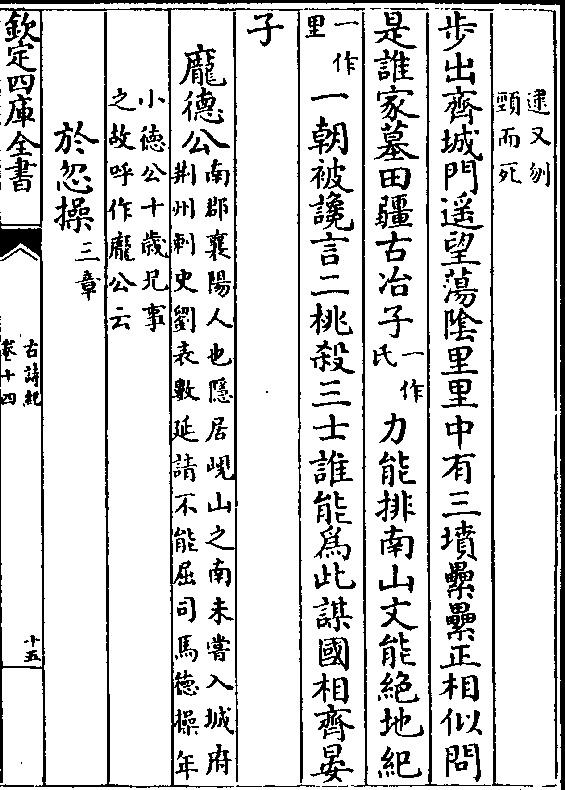 逮又刎
頸而死
步出齊城門遥望蕩隂里里中有三墳纍纍正相似問
是誰家墓田疆古冶子
一作
氏
力能排南山文能絶地紀
一作
里
一朝被讒言二桃殺三士誰能爲此謀國相齊晏
子
龐德公
南郡襄陽人也隱居峴山之南未嘗入城府
荆州刺史劉表數延請不能屈司馬德操年
小德公十歲兄事
之故呼作龐公云
於忽操
三章
欽定四庫全書
古詩紀
卷十四
十五